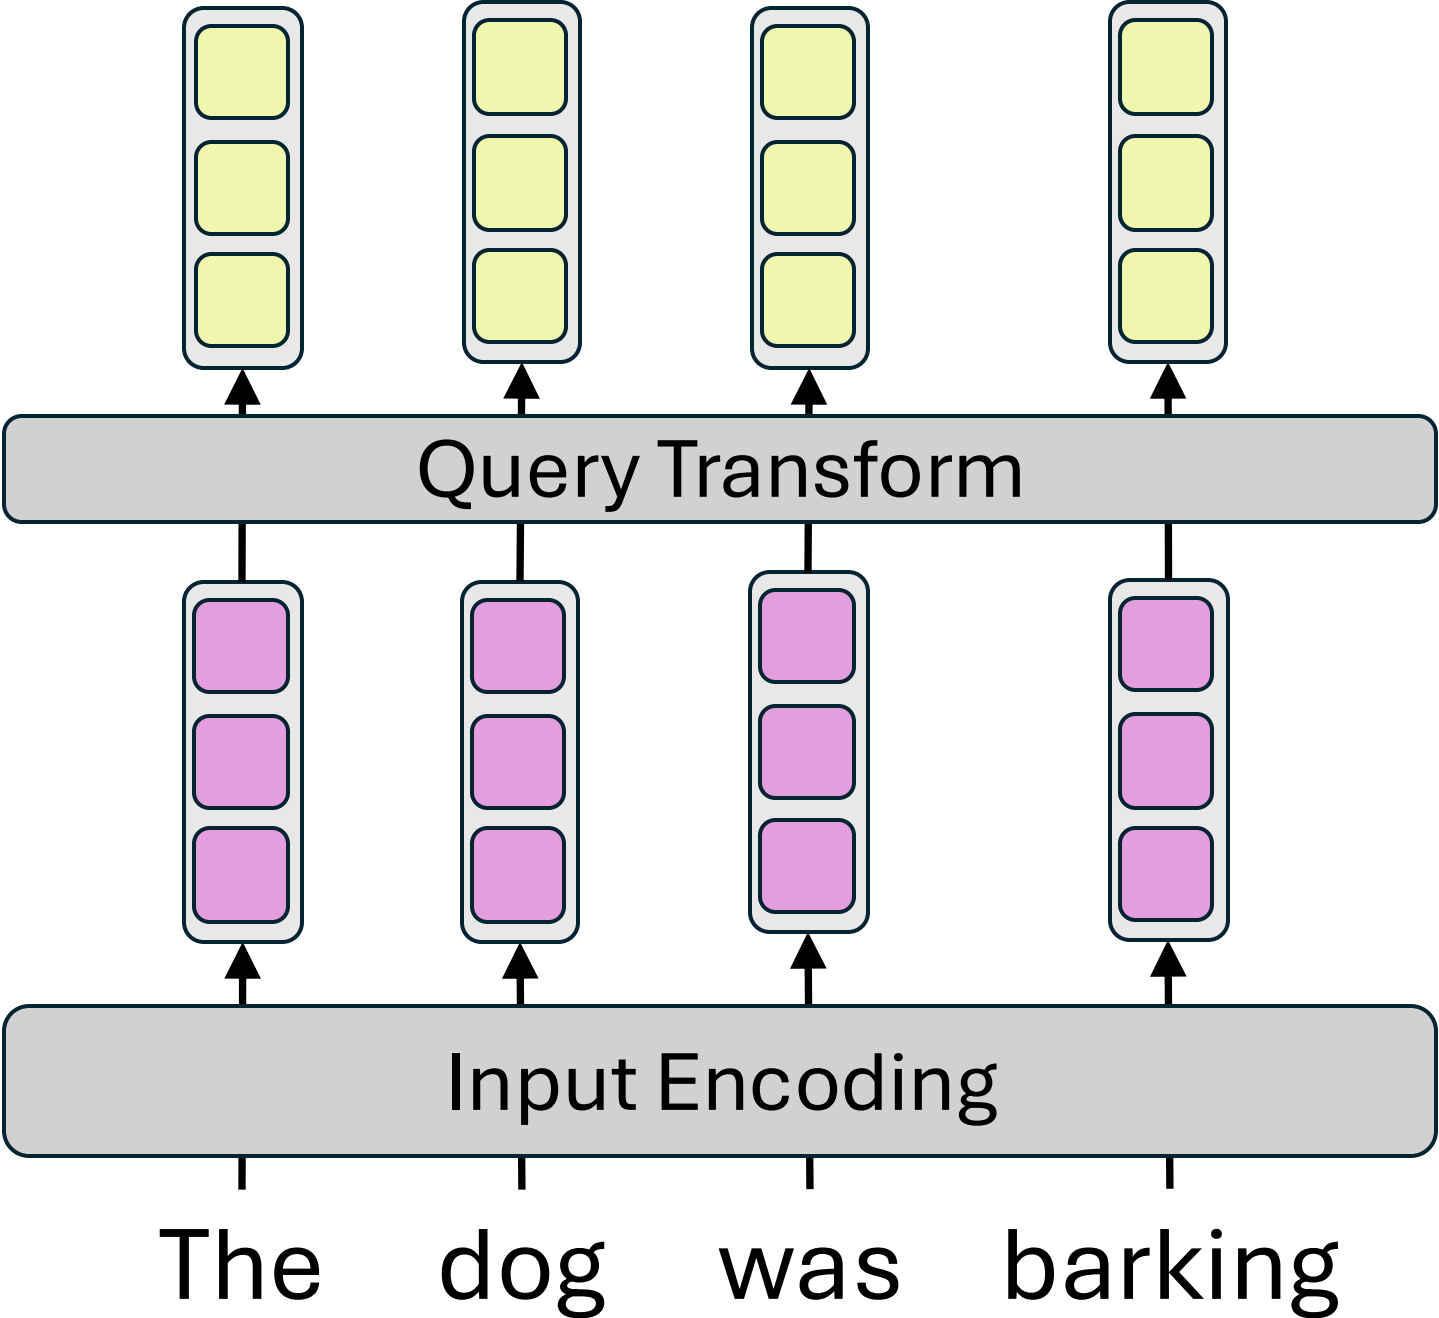 Query Transform
Input Encoding
The dog was barking